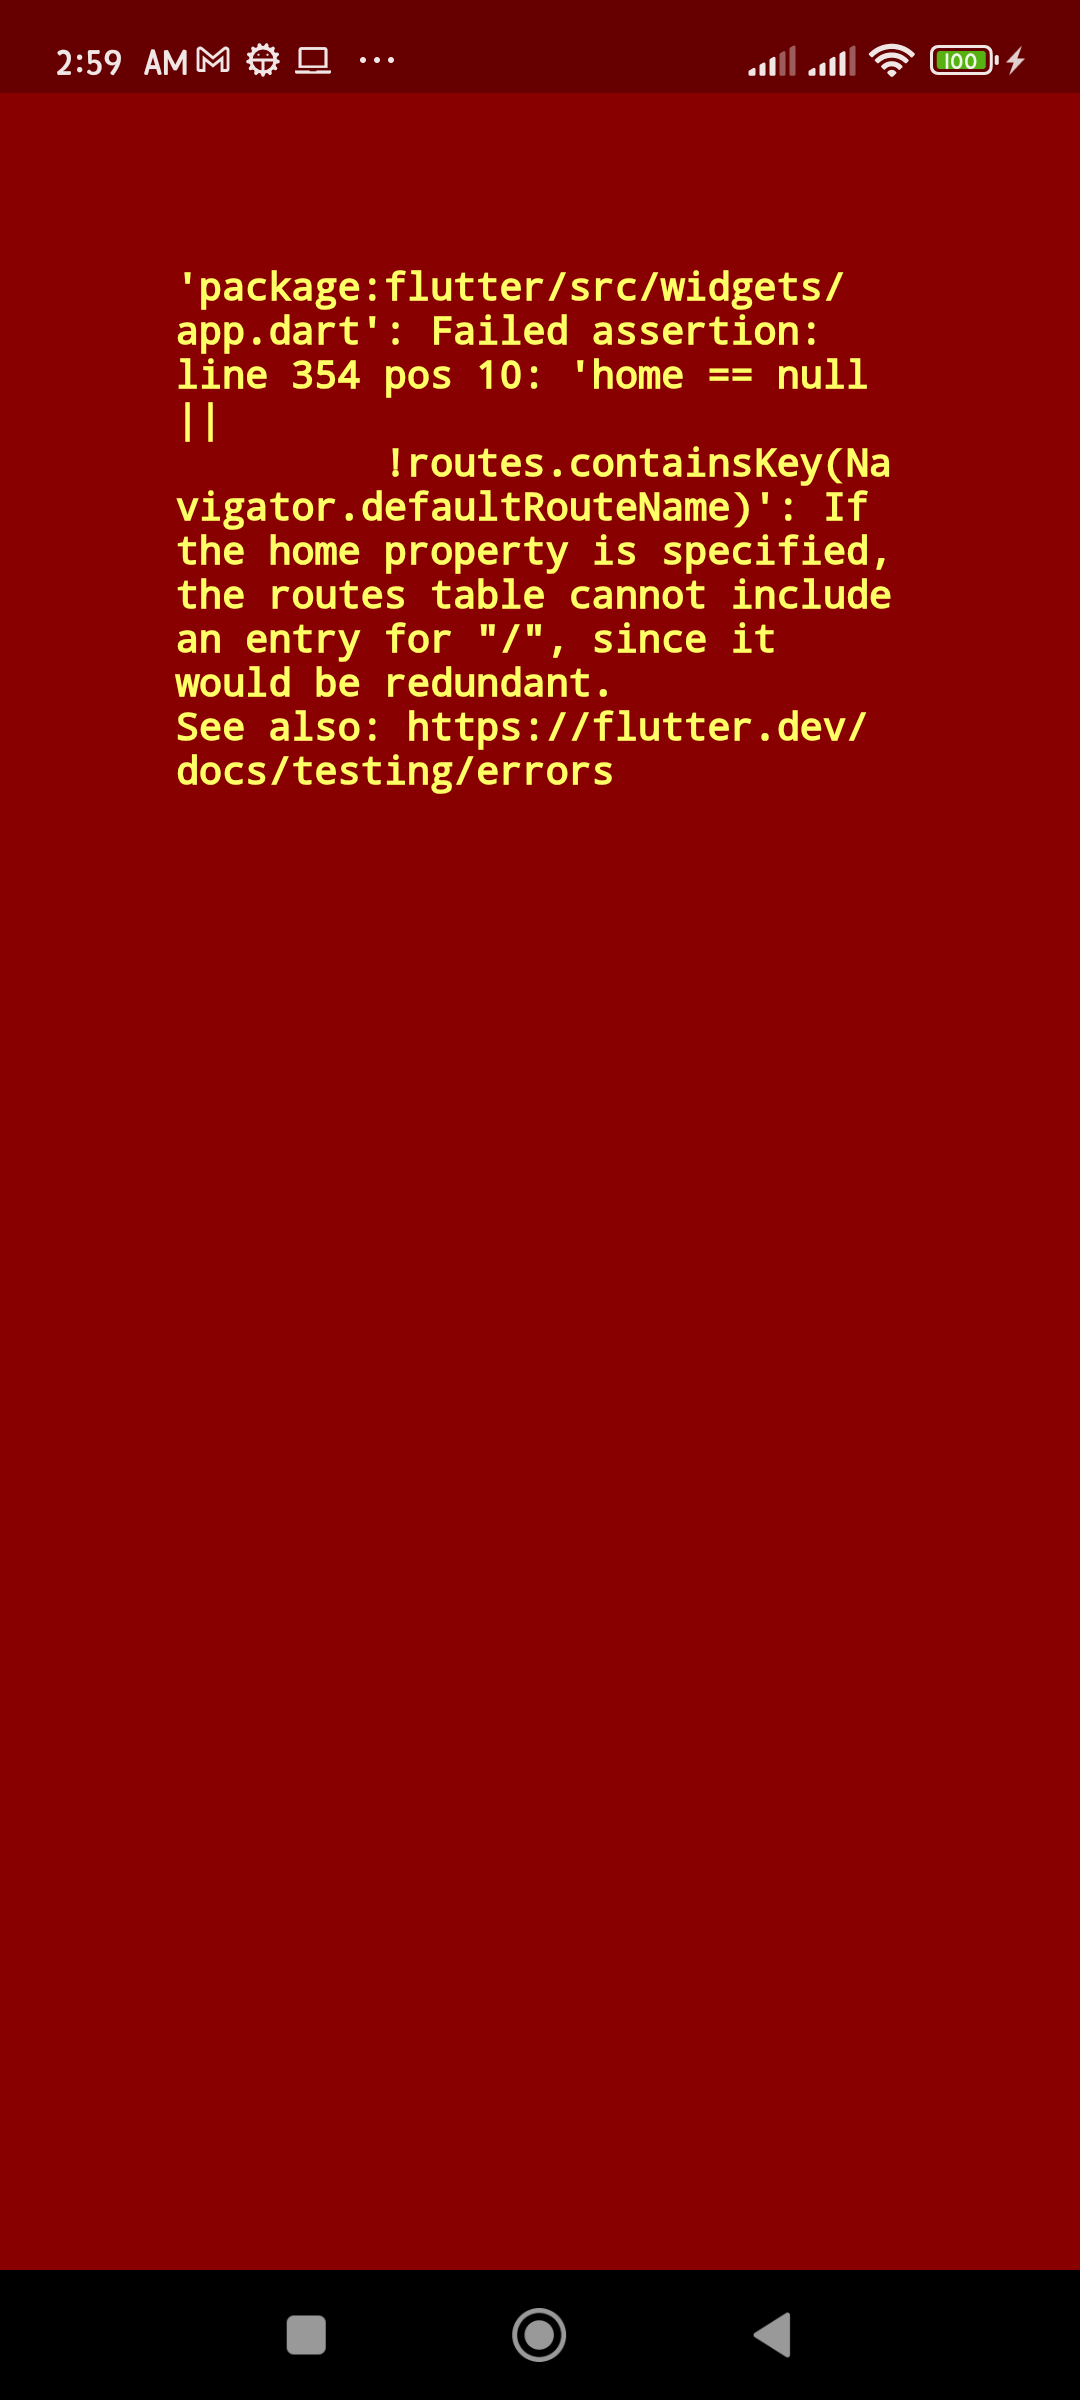 2:59 AM
100
'package:flutter/src/widgets/
app.dart': Failed assertion:
line 354 pos 10: 'home == null
||
!routes.containsKey(Na
vigator.defaultRouteName)': If
the home property is specified,
the routes table cannot include
an entry for "/", since it
would be redundant.
See also: https://flutter.dev/
docs/testing/errors